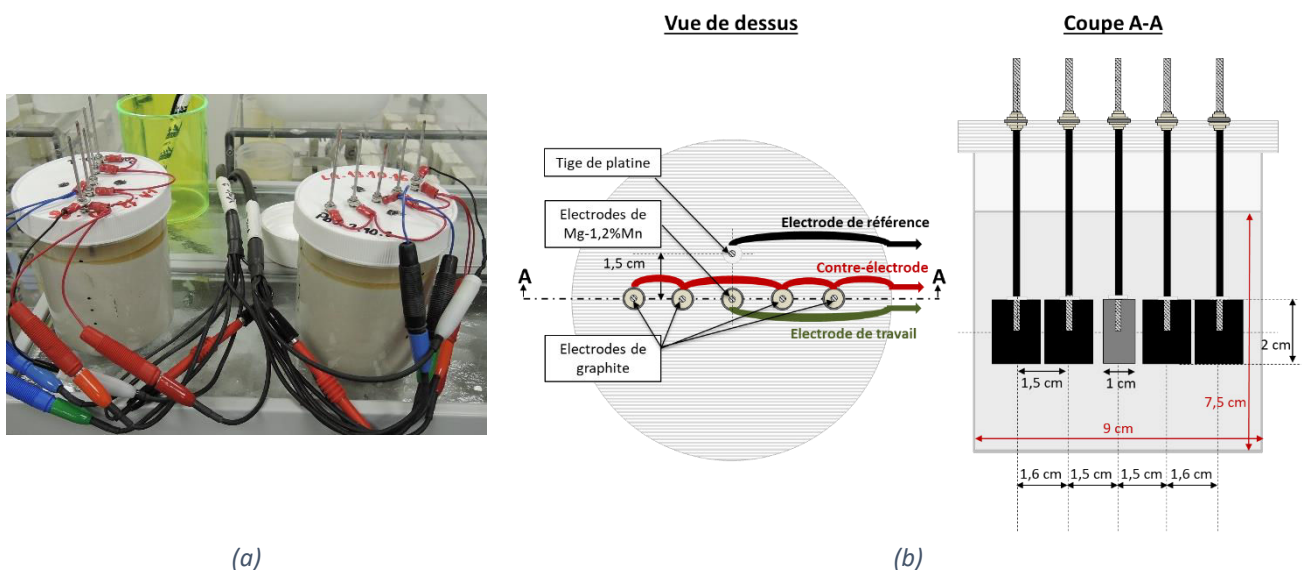 Vue de dessus
Coupe A-A
Tige de platine
Electrodes de
Mg-1,2%Mn
Electrodes de
graphite
1,5 cm
A
A
Electrode de référence
Contre-électrode
Electrode de travail
2 cm
1,5 cm
1 cm
7,5 cm
9 cm
1,6 cm
1,5 cm
1,5 cm
1,6 cm
(a)
(b)